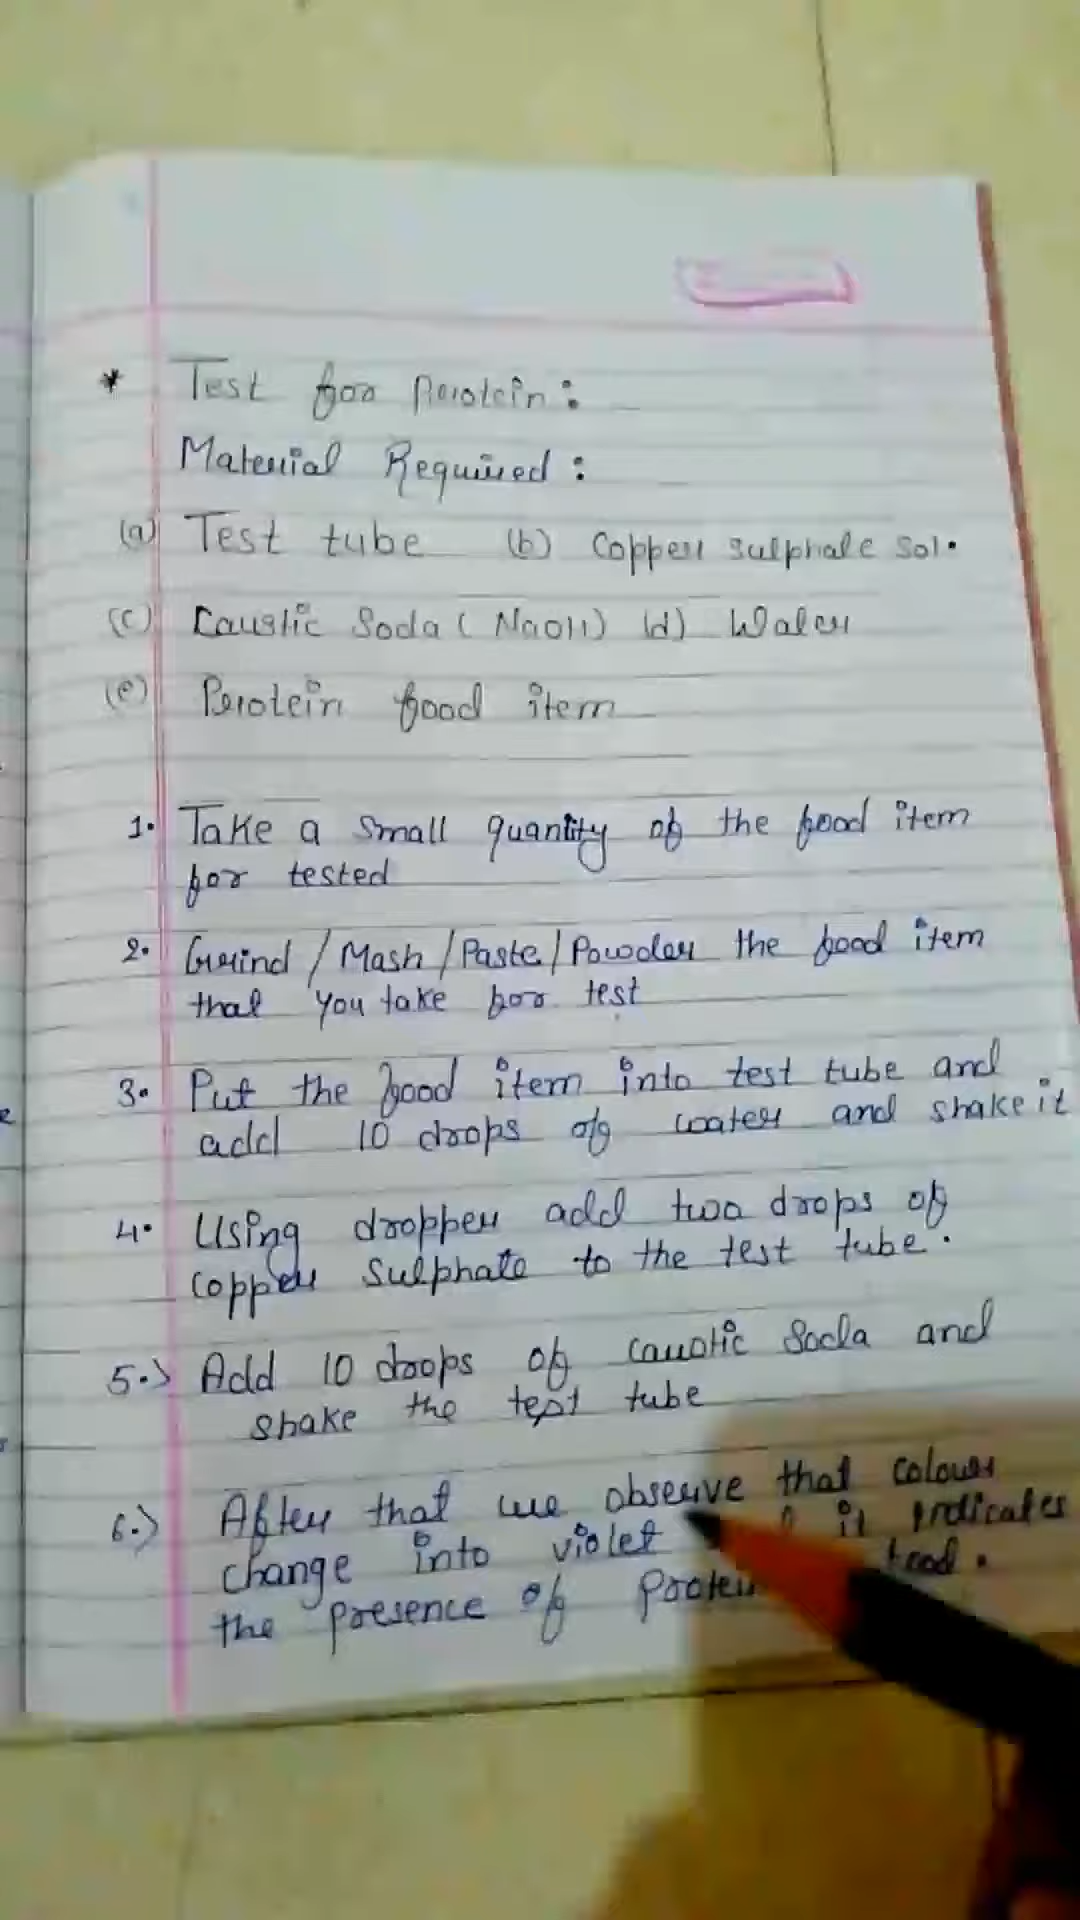 * Test for Protein:
Material Required:
(a) Test tube (b) Copper sulphate sol.
(c) Caustic Soda (NaOH) (d) Water
(e) Protein food item
1. Take a small quantity of the food item
for tested
2. Grind/Mash/Paste/Powder the food item
that you take for test
3. Put the food item into test tube and
add 10 drops of water and shake it
4. Using dropper add two drops of
copper sulphate to the test tube.
5.) Add 10 drops of caustic Soda and
shake the test tube
6.) After that we observe that colour
change into violet it indicates
the presence of Protein food.